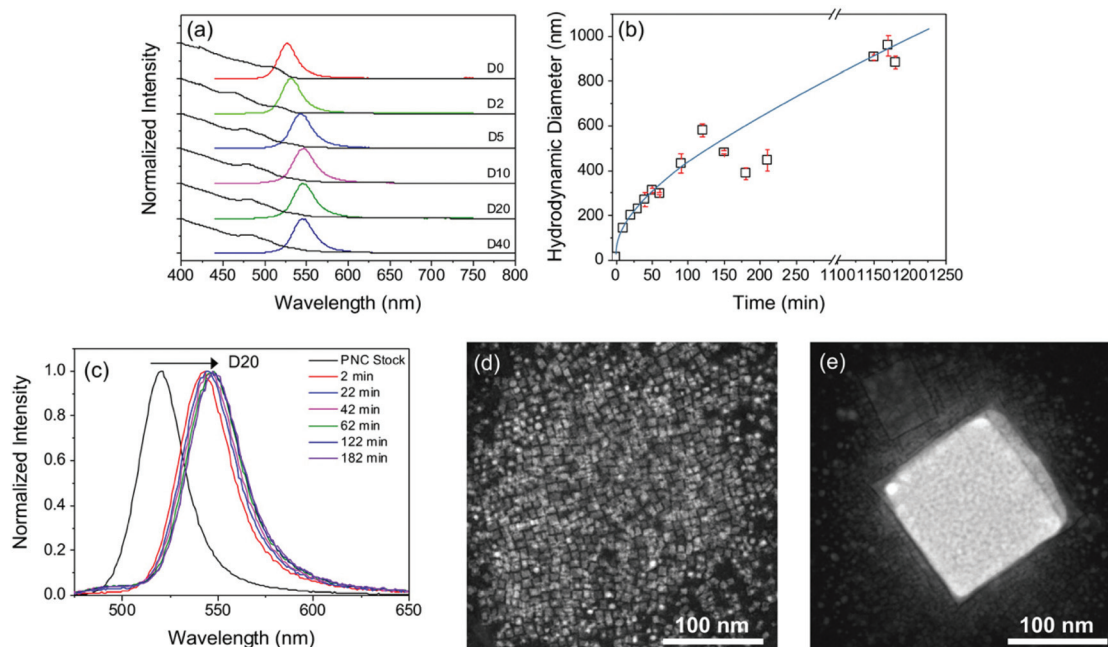 (a)
Normalized Intensity
D0
D2
D5
D10
D20
D40
400 450 500 550 600 650 700 750 800
Wavelength (nm)
(b)
Hydrodynamic Diameter (nm)
1000
800
600
400
200
0
0 50 100 150 200 250 1100 1150 1200 1250
Time (min)
(c)
D20
PNC Stock
2 min
22 min
42 min
62 min
122 min
182 min
Normalized Intensity
1.0
0.8
0.6
0.4
0.2
0.0
500 550 600 650
Wavelength (nm)
(d)
100 nm
(e)
100 nm